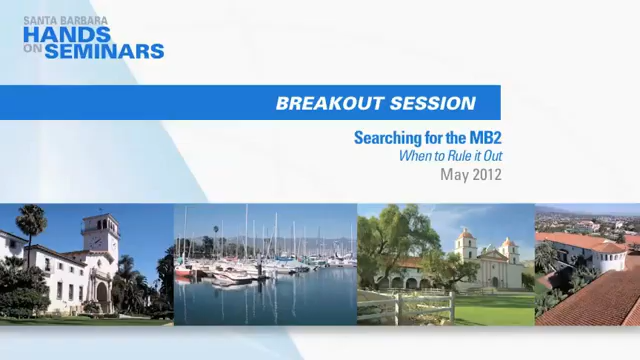 SANTA BARBARA
HANDS
ON SEMINARS
BREAKOUT SESSION
Searching for the MB2
When to Rule it Out
May 2012